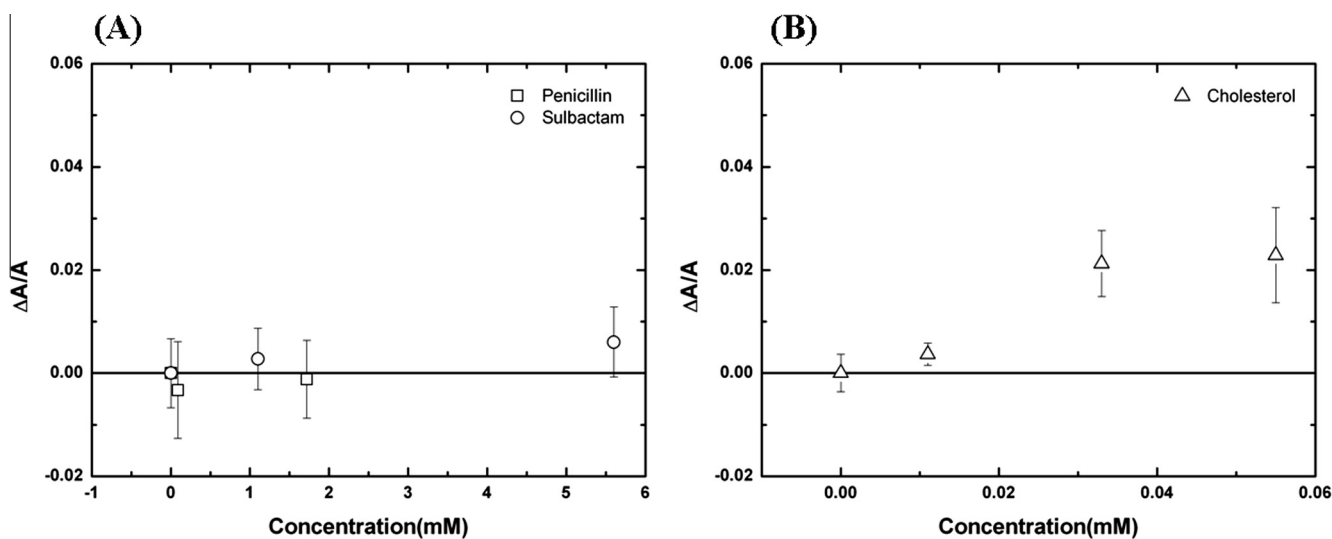 (A)
0.06
0.04
0.02
0.00
-0.02
ΔA/A
Penicillin
Sulbactam
-1 0 1 2 3 4 5 6
Concentration(mM)
(B)
0.06
0.04
0.02
0.00
-0.02
ΔA/A
Cholesterol
0.00 0.02 0.04 0.06
Concentration(mM)